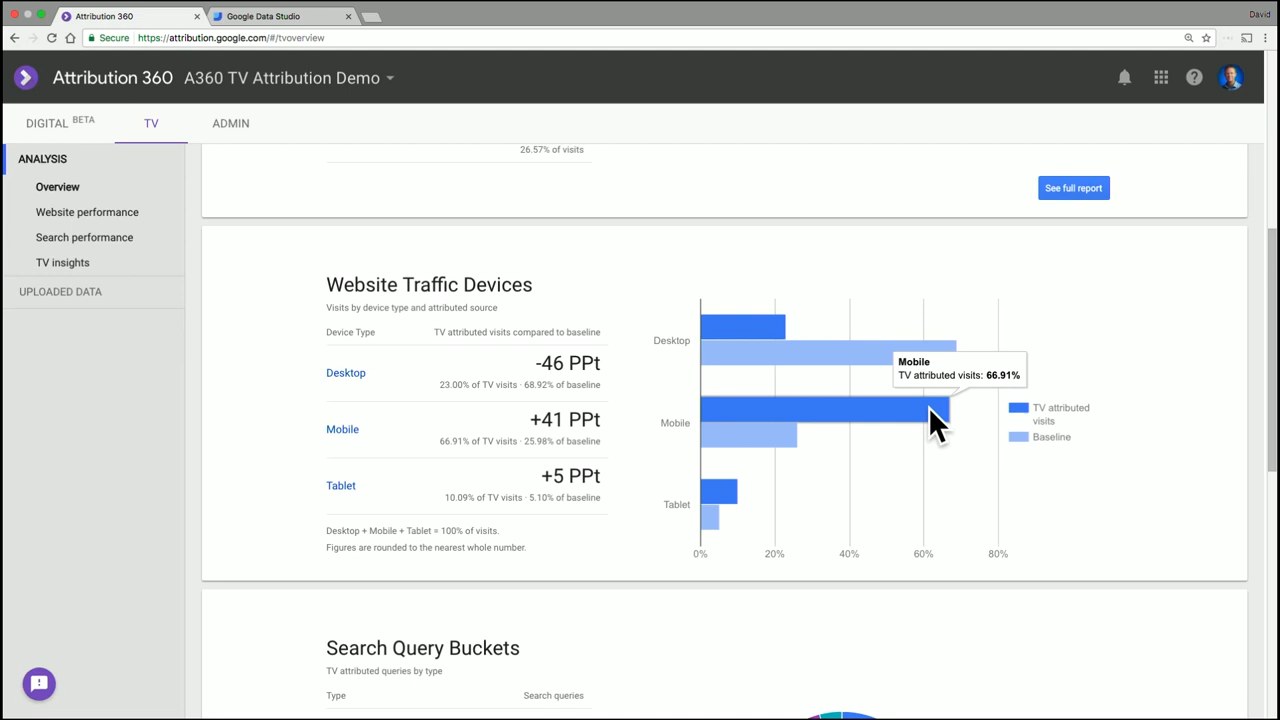 Attribution 360
Google Data Studio
David
Secure
https://attribution.google.com/#/tvoverview
Attribution 360
A360 TV Attribution Demo
DIGITAL BETA
TV
ADMIN
ANALYSIS
Overview
Website performance
Search performance
TV insights
UPLOADED DATA
26.57% of visits
See full report
Website Traffic Devices
Visits by device type and attributed source
Device Type
TV attributed visits compared to baseline
Desktop
-46 PPt
23.00% of TV visits · 68.92% of baseline
Mobile
+41 PPt
66.91% of TV visits · 25.98% of baseline
Tablet
+5 PPt
10.09% of TV visits · 5.10% of baseline
Desktop + Mobile + Tablet = 100% of visits.
Figures are rounded to the nearest whole number.
Desktop
Mobile
Tablet
Mobile
TV attributed visits: 66.91%
0%
20%
40%
60%
80%
TV attributed
visits
Baseline
Search Query Buckets
TV attributed queries by type
Type
Search queries